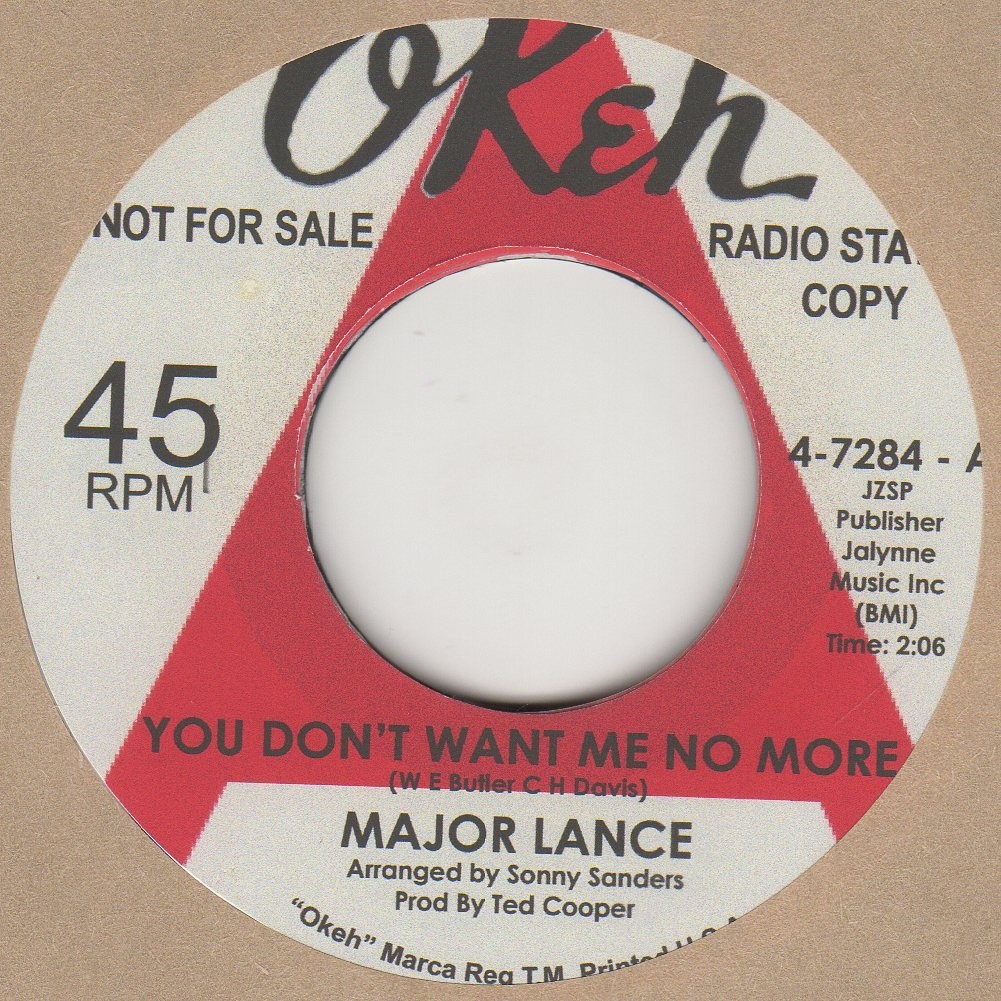 Okeh
NOT FOR SALE
RADIO STA
COPY
45
RPM
4-7284 - A
JZSP
Publisher
Jalynne
Music Inc
(BMI)
Time: 2:06
YOU DON'T WANT ME NO MORE
(W E Butler C H Davis)
MAJOR LANCE
Arranged by Sonny Sanders
Prod By Ted Cooper
"Okeh" Marca Reg T.M. Printed U.S.A